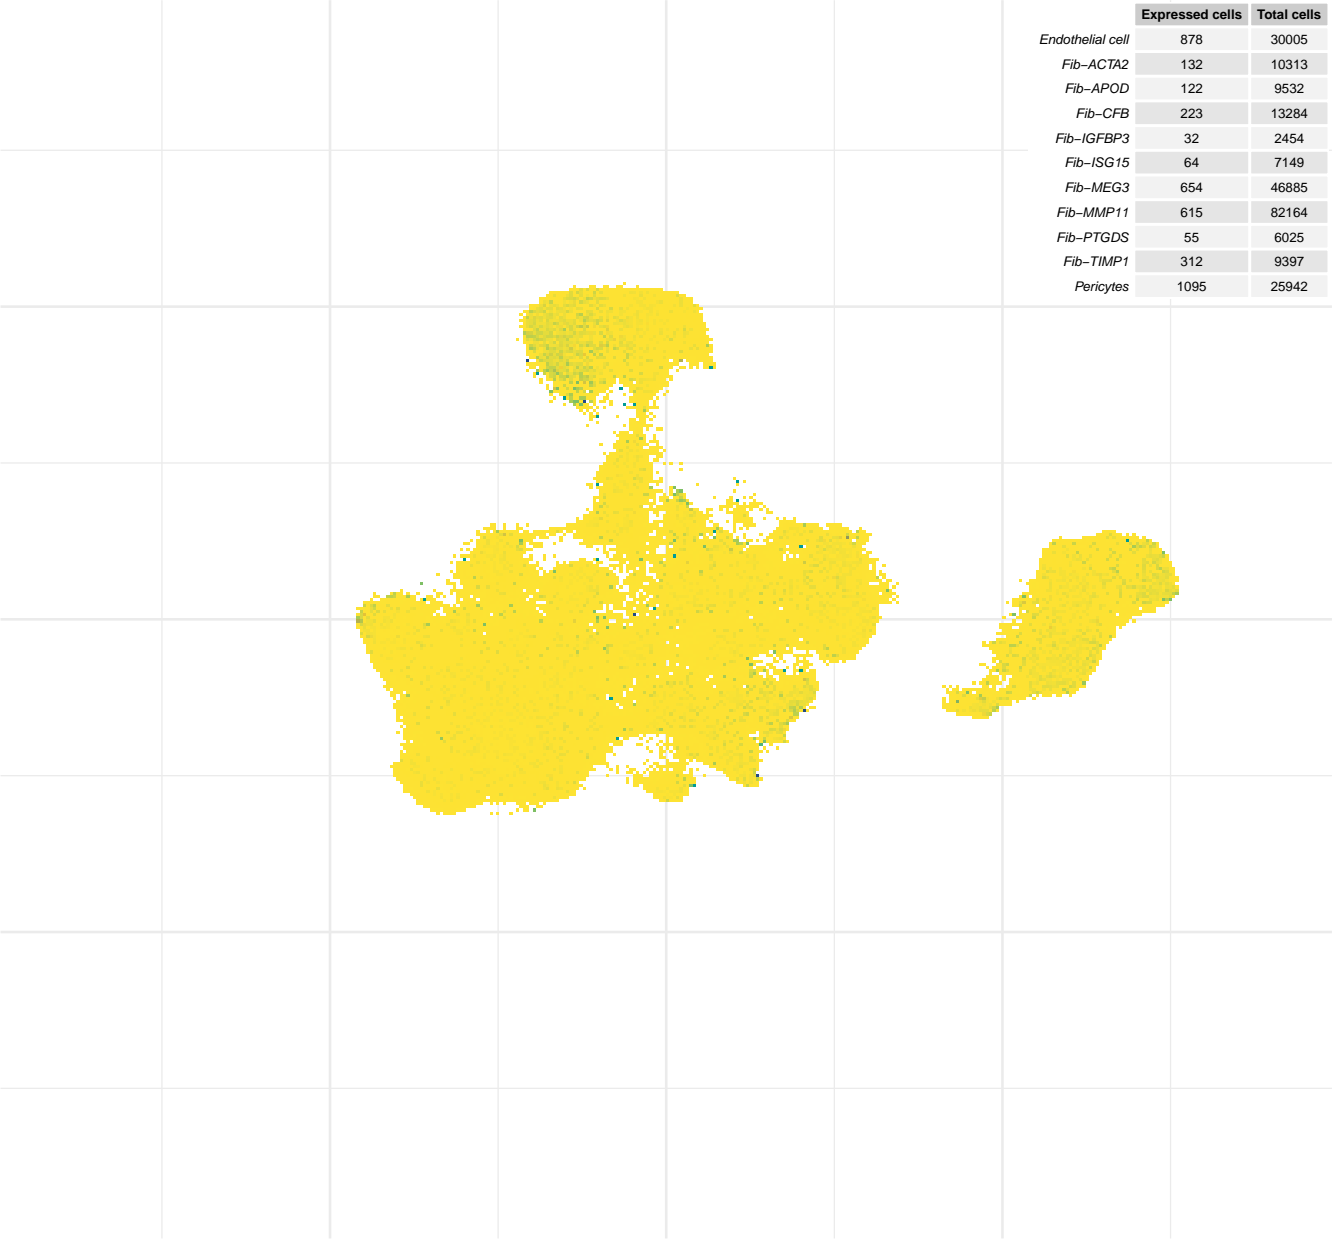 Expressed cells Total cells
Endothelial cell 878 30005
Fib−ACTA2 132 10313
Fib−APOD 122 9532
Fib−CFB 223 13284
Fib−IGFBP3 32 2454
Fib−ISG15 64 7149
Fib−MEG3 654 46885
Fib−MMP11 615 82164
Fib−PTGDS 55 6025
Fib−TIMP1 312 9397
Pericytes 1095 25942